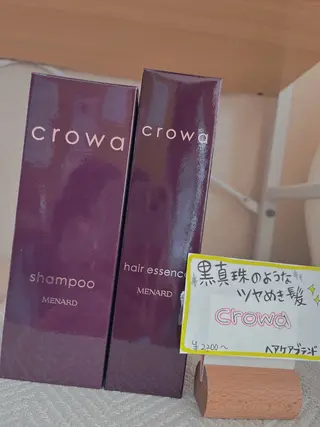 crowa
shampoo
MENARD
crowa
hair essence
MENARD
黒真珠のような
ツヤめき髪
crowa
¥2200〜
ヘアケアブランド